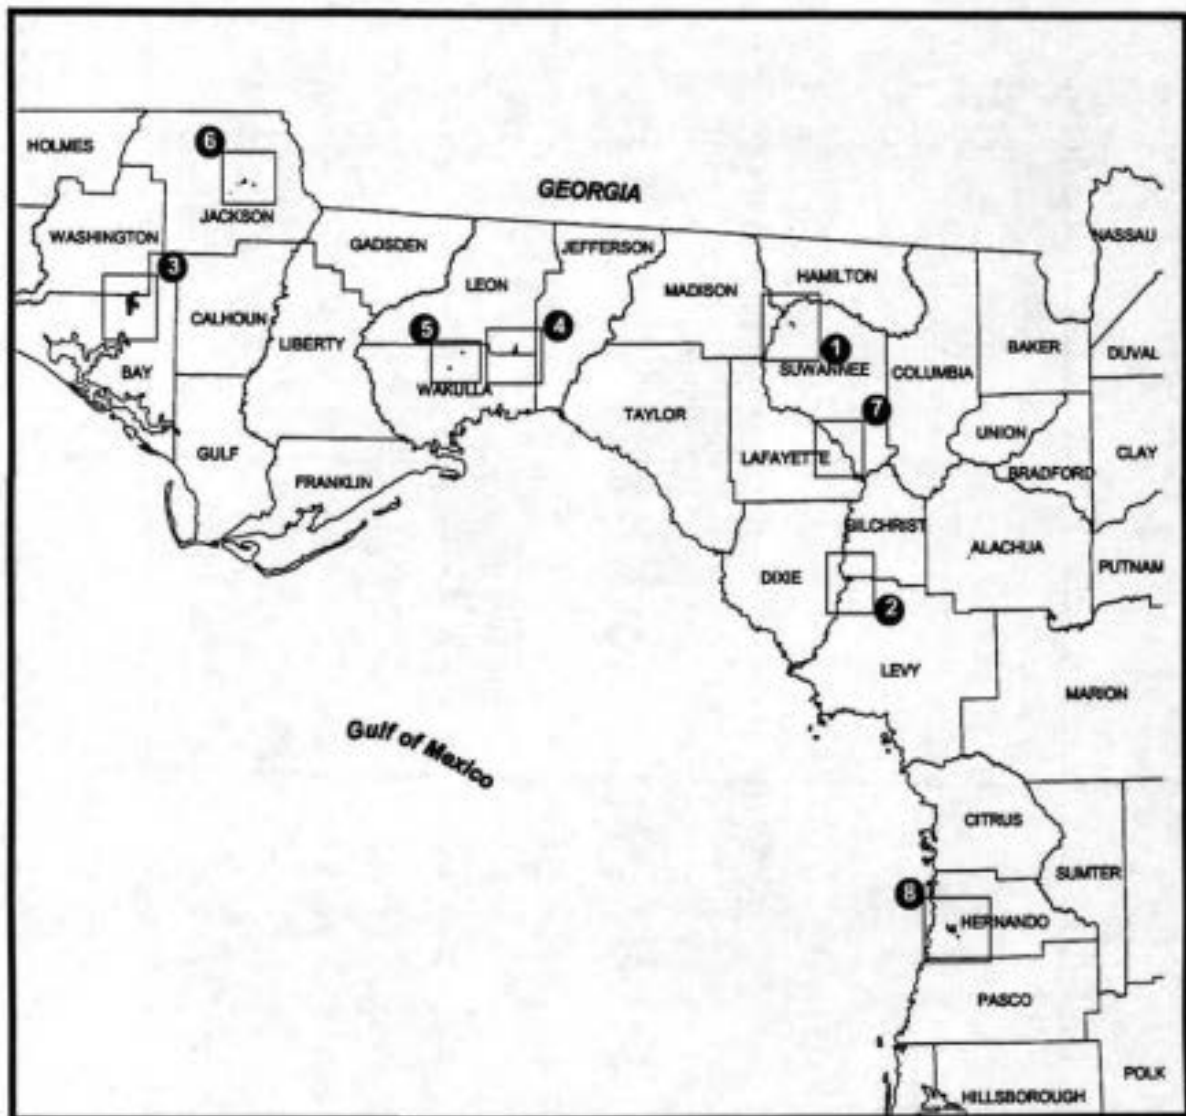 6
HOLMES
GEORGIA
JACKSON
WASHINGTON
GADSDEN
JEFFERSON
NASSAU
3
LEON
MADISON
HAMILTON
CALHOUN
5
4
LIBERTY
1
BAKER
DUVAL
BAY
WAKULLA
SUWANNEE
COLUMBIA
TAYLOR
7
UNION
GULF
LAFAYETTE
CLAY
FRANKLIN
BRADFORD
GILCHRIST
ALACHUA
DIXIE
PUTNAM
2
LEVY
MARION
Gulf of Mexico
CITRUS
SUMTER
8
HERNANDO
PASCO
POLK
HILLSBOROUGH